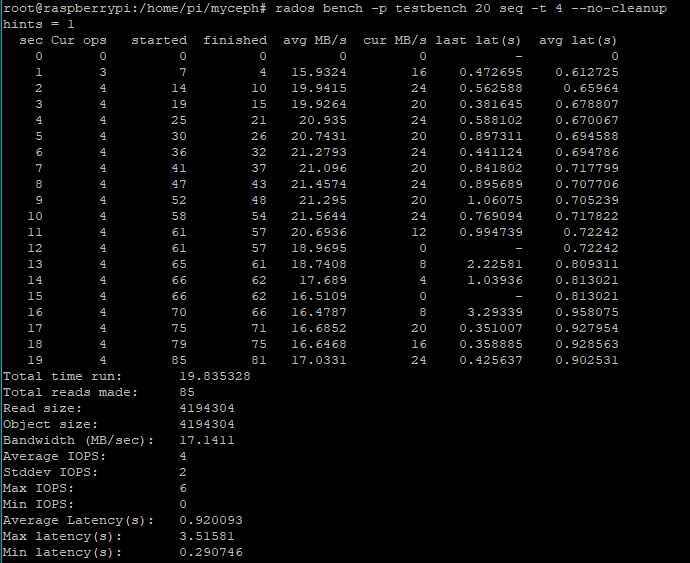 root@raspberrypi:/home/pi/myceph# rados bench -p testbench 20 seq -t 4 --no-cleanup
hints = 1
sec Cur ops started finished avg MB/s cur MB/s last lat(s) avg lat(s)
0 0 0 0 0 0 - 0
1 3 7 4 15.9324 16 0.472695 0.612725
2 4 14 10 19.9415 24 0.562588 0.65964
3 4 19 15 19.9264 20 0.381645 0.678807
4 4 25 21 20.935 24 0.588102 0.670067
5 4 30 26 20.7431 20 0.897311 0.694588
6 4 36 32 21.2793 24 0.441124 0.694786
7 4 41 37 21.096 20 0.841802 0.717799
8 4 47 43 21.4574 24 0.895689 0.707706
9 4 52 48 21.295 20 1.06075 0.705239
10 4 58 54 21.5644 24 0.769094 0.717822
11 4 61 57 20.6936 12 0.994739 0.72242
12 4 61 57 18.9695 0 - 0.72242
13 4 65 61 18.7408 8 2.22581 0.809311
14 4 66 62 17.689 4 1.03936 0.813021
15 4 66 62 16.5109 0 - 0.813021
16 4 70 66 16.4787 8 3.29339 0.958075
17 4 75 71 16.6852 20 0.351007 0.927954
18 4 79 75 16.6468 16 0.358885 0.928563
19 4 85 81 17.0331 24 0.425637 0.902531
Total time run: 19.835328
Total reads made: 85
Read size: 4194304
Object size: 4194304
Bandwidth (MB/sec): 17.1411
Average IOPS: 4
Stddev IOPS: 2
Max IOPS: 6
Min IOPS: 0
Average Latency(s): 0.920093
Max latency(s): 3.51581
Min latency(s): 0.290746